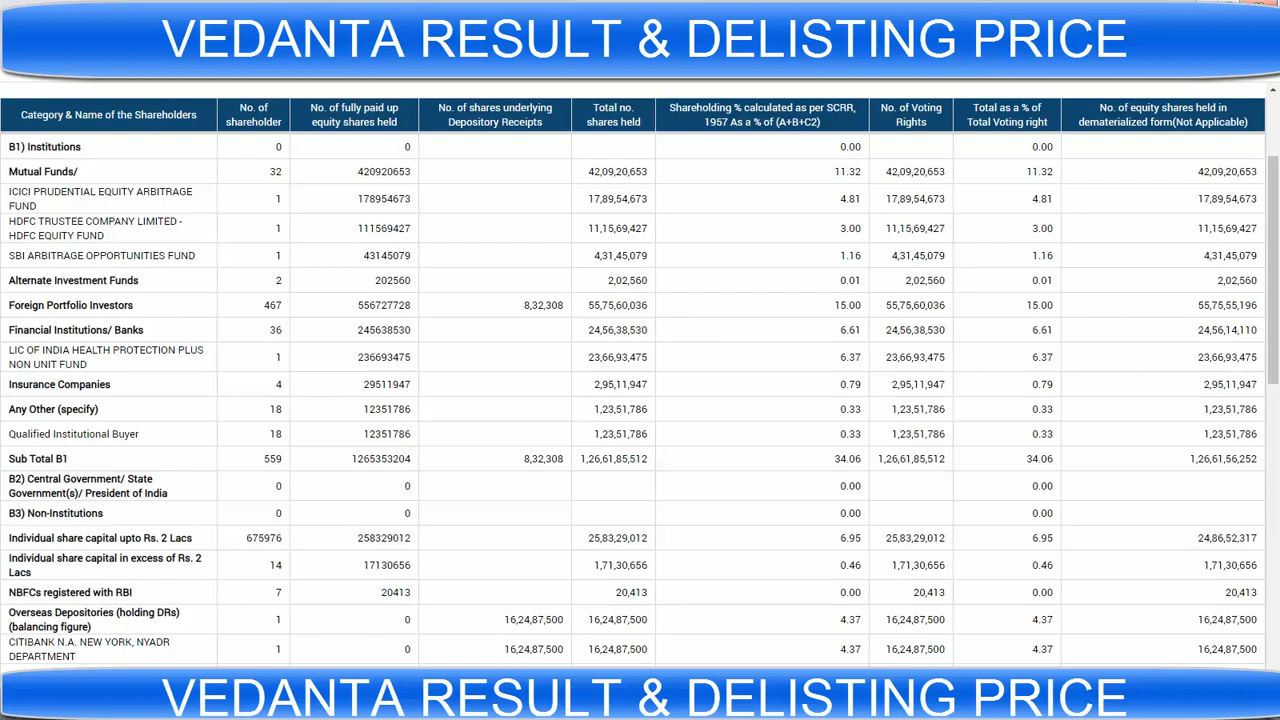 VEDANTA RESULT & DELISTING PRICE
Category & Name of the Shareholders No. of shareholder No. of fully paid up equity shares held No. of shares underlying Depository Receipts Total no. shares held Shareholding % calculated as per SCRR, 1957 As a % of (A+B+C2) No. of Voting Rights Total as a % of Total Voting right No. of equity shares held in dematerialized form(Not Applicable)
B1) Institutions 0 0 0.00 0.00
Mutual Funds/ 32 420920653 42,09,20,653 11.32 42,09,20,653 11.32 42,09,20,653
ICICI PRUDENTIAL EQUITY ARBITRAGE FUND 1 178954673 17,89,54,673 4.81 17,89,54,673 4.81 17,89,54,673
HDFC TRUSTEE COMPANY LIMITED - HDFC EQUITY FUND 1 111569427 11,15,69,427 3.00 11,15,69,427 3.00 11,15,69,427
SBI ARBITRAGE OPPORTUNITIES FUND 1 43145079 4,31,45,079 1.16 4,31,45,079 1.16 4,31,45,079
Alternate Investment Funds 2 202560 2,02,560 0.01 2,02,560 0.01 2,02,560
Foreign Portfolio Investors 467 556727728 8,32,308 55,75,60,036 15.00 55,75,60,036 15.00 55,75,55,196
Financial Institutions/ Banks 36 245638530 24,56,38,530 6.61 24,56,38,530 6.61 24,56,14,110
LIC OF INDIA HEALTH PROTECTION PLUS NON UNIT FUND 1 236693475 23,66,93,475 6.37 23,66,93,475 6.37 23,66,93,475
Insurance Companies 4 29511947 2,95,11,947 0.79 2,95,11,947 0.79 2,95,11,947
Any Other (specify) 18 12351786 1,23,51,786 0.33 1,23,51,786 0.33 1,23,51,786
Qualified Institutional Buyer 18 12351786 1,23,51,786 0.33 1,23,51,786 0.33 1,23,51,786
Sub Total B1 559 1265353204 8,32,308 1,26,61,85,512 34.06 1,26,61,85,512 34.06 1,26,61,56,252
B2) Central Government/ State Government(s)/ President of India 0 0 0.00 0.00
B3) Non-Institutions 0 0 0.00 0.00
Individual share capital upto Rs. 2 Lacs 675976 258329012 25,83,29,012 6.95 25,83,29,012 6.95 24,86,52,317
Individual share capital in excess of Rs. 2 Lacs 14 17130656 1,71,30,656 0.46 1,71,30,656 0.46 1,71,30,656
NBFCs registered with RBI 7 20413 20,413 0.00 20,413 0.00 20,413
Overseas Depositories (holding DRs) (balancing figure) 1 0 16,24,87,500 16,24,87,500 4.37 16,24,87,500 4.37 16,24,87,500
CITIBANK N.A. NEW YORK, NYADR DEPARTMENT 1 0 16,24,87,500 16,24,87,500 4.37 16,24,87,500 4.37 16,24,87,500
VEDANTA RESULT & DELISTING PRICE